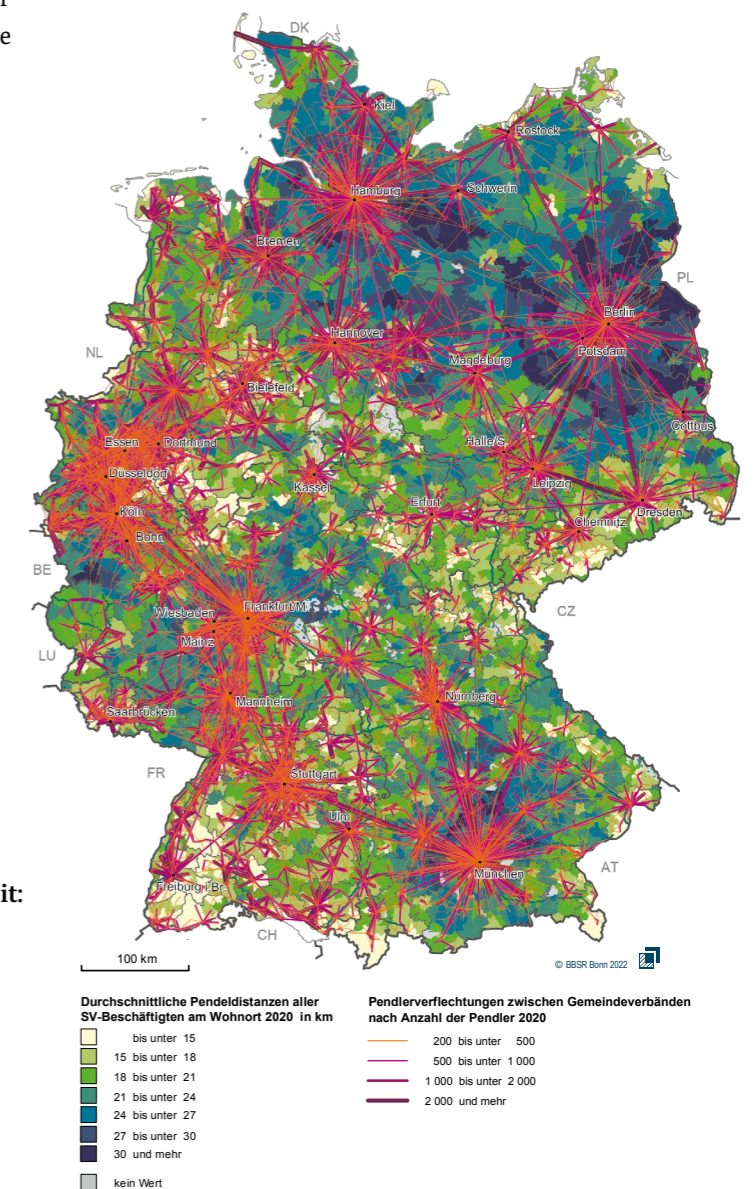 r
e
DK
Kiel
Rostock
Hamburg
Schwerin
Bremen
PL
Berlin
Hannover
Potsdam
NL
Magdeburg
Bielefeld
Cottbus
Essen
Dortmund
Halle/S.
Düsseldorf
Leipzig
Kassel
Erfurt
Köln
Dresden
Chemnitz
Bonn
BE
Wiesbaden
Frankfurt/M.
CZ
Mainz
LU
Nürnberg
Mannheim
Saarbrücken
FR
Stuttgart
Ulm
AT
München
Freiburg i.Br.
it:
CH
100 km
© BBSR Bonn 2022
Durchschnittliche Pendeldistanzen aller
SV-Beschäftigten am Wohnort 2020 in km
bis unter 15
15 bis unter 18
18 bis unter 21
21 bis unter 24
24 bis unter 27
27 bis unter 30
30 und mehr
kein Wert
Pendlerverflechtungen zwischen Gemeindeverbänden
nach Anzahl der Pendler 2020
200 bis unter 500
500 bis unter 1 000
1 000 bis unter 2 000
2 000 und mehr